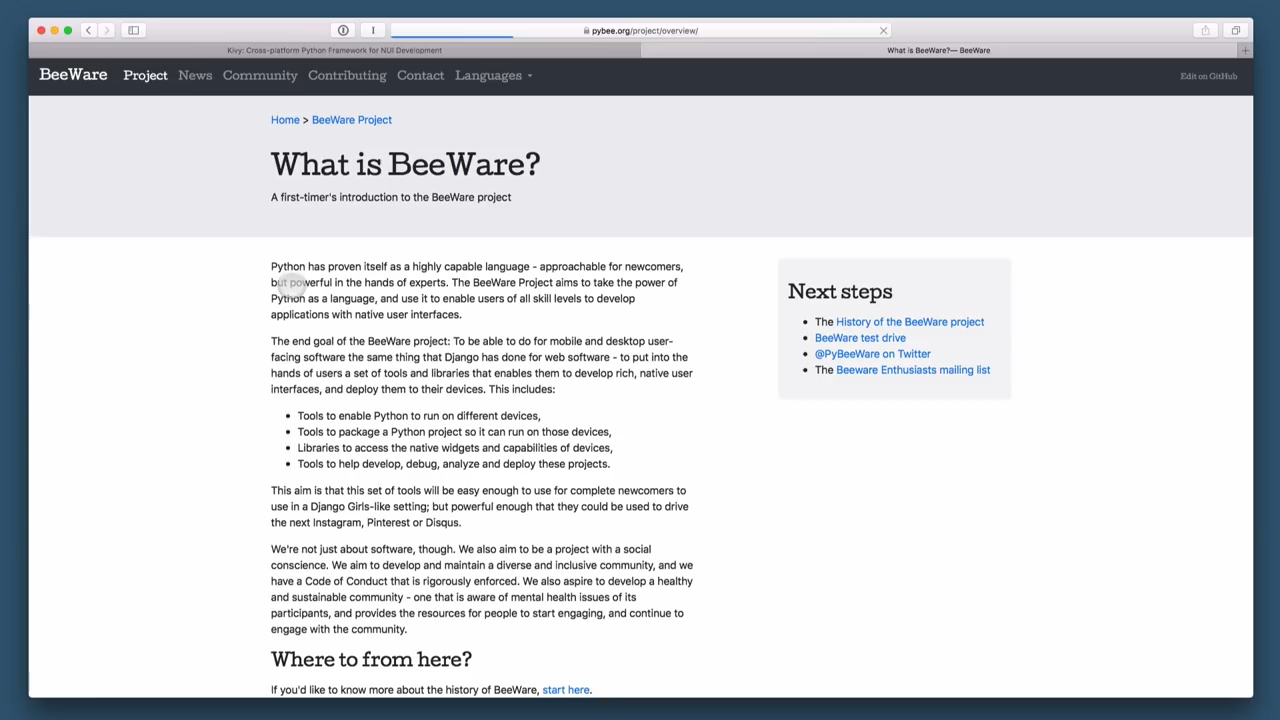 pybee.org/project/overview/
Kivy: Cross-platform Python Framework for NUI Development
What is BeeWare? — BeeWare
BeeWare Project News Community Contributing Contact Languages Edit on GitHub
Home > BeeWare Project
What is BeeWare?
A first-timer's introduction to the BeeWare project
Python has proven itself as a highly capable language - approachable for newcomers,
but powerful in the hands of experts. The BeeWare Project aims to take the power of
Python as a language, and use it to enable users of all skill levels to develop
applications with native user interfaces.
The end goal of the BeeWare project: To be able to do for mobile and desktop user-
facing software the same thing that Django has done for web software - to put into the
hands of users a set of tools and libraries that enables them to develop rich, native user
interfaces, and deploy them to their devices. This includes:
• Tools to enable Python to run on different devices,
• Tools to package a Python project so it can run on those devices,
• Libraries to access the native widgets and capabilities of devices,
• Tools to help develop, debug, analyze and deploy these projects.
This aim is that this set of tools will be easy enough to use for complete newcomers to
use in a Django Girls-like setting; but powerful enough that they could be used to drive
the next Instagram, Pinterest or Disqus.
We're not just about software, though. We also aim to be a project with a social
conscience. We aim to develop and maintain a diverse and inclusive community, and we
have a Code of Conduct that is rigorously enforced. We also aspire to develop a healthy
and sustainable community - one that is aware of mental health issues of its
participants, and provides the resources for people to start engaging, and continue to
engage with the community.
Where to from here?
If you'd like to know more about the history of BeeWare, start here.
Next steps
• The History of the BeeWare project
• BeeWare test drive
• @PyBeeWare on Twitter
• The Beeware Enthusiasts mailing list